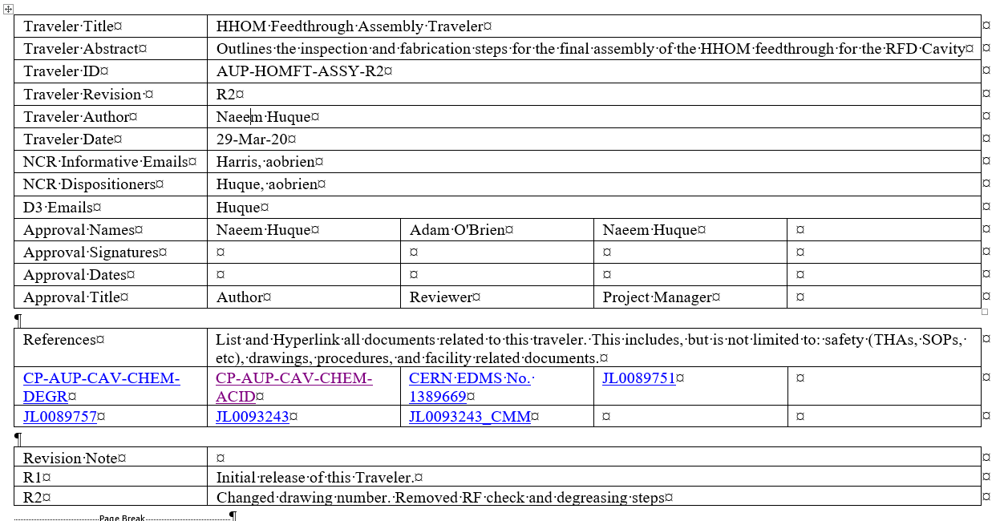 Traveler Title HHOM Feedthrough Assembly Traveler
Traveler Abstract Outlines the inspection and fabrication steps for the final assembly of the HHOM feedthrough for the RFD Cavity
Traveler ID AUP-HOMFT-ASSY-R2
Traveler Revision R2
Traveler Author Naeem Huque
Traveler Date 29-Mar-20
NCR Informative Emails Harris, aobrien
NCR Dispositioners Huque, aobrien
D3 Emails Huque
Approval Names Naeem Huque Adam O'Brien Naeem Huque
Approval Signatures
Approval Dates
Approval Title Author Reviewer Project Manager
References List and Hyperlink all documents related to this traveler. This includes, but is not limited to: safety (THAs, SOPs,
etc), drawings, procedures, and facility related documents.
CP-AUP-CAV-CHEM- CP-AUP-CAV-CHEM- CERN EDMS No. JL0089751
DEGR ACID 1389669
JL0089757 JL0093243 JL0093243_CMM
Revision Note
R1 Initial release of this Traveler.
R2 Changed drawing number. Removed RF check and degreasing steps
Page Break